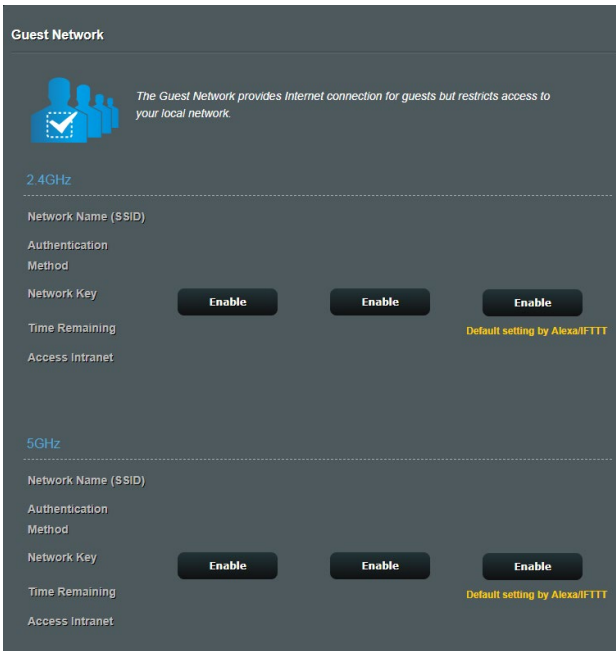 Guest Network
The Guest Network provides Internet connection for guests but restricts access to
your local network.
2.4GHz
Network Name (SSID)
Authentication
Method
Network Key
Enable Enable Enable
Time Remaining
Default setting by Alexa/IFTTT
Access Intranet
5GHz
Network Name (SSID)
Authentication
Method
Network Key
Enable Enable Enable
Time Remaining
Default setting by Alexa/IFTTT
Access Intranet